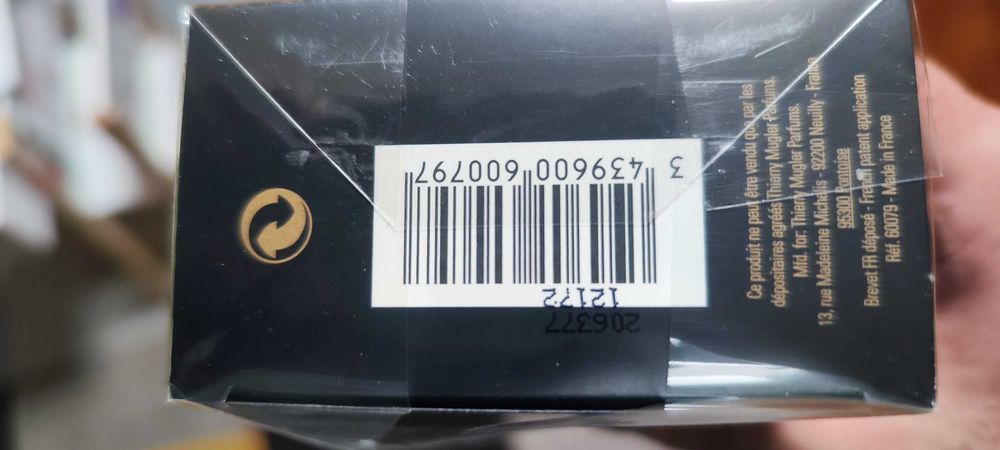 3 439600 600797
12172
206377
Ce produit ne peut être vendu que par les
dépositaires agréés Thierry Mugler Parfums.
Mfd. for: Thierry Mugler Parfums.
13, rue Madeleine Michelis - 92200 Neuilly - France
95300 Pontoise
Brevet FR déposé - French patent application
Réf. 60079 - Made in France